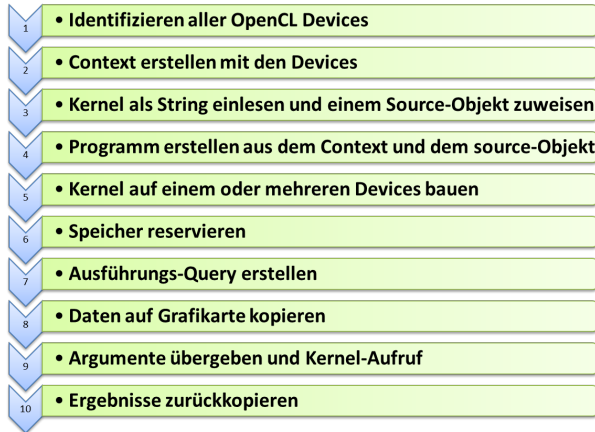 1 • Identifizieren aller OpenCL Devices
2 • Context erstellen mit den Devices
3 • Kernel als String einlesen und einem Source-Objekt zuweisen
4 • Programm erstellen aus dem Context und dem source-Objekt
5 • Kernel auf einem oder mehreren Devices bauen
6 • Speicher reservieren
7 • Ausführungs-Query erstellen
8 • Daten auf Grafikarte kopieren
9 • Argumente übergeben und Kernel-Aufruf
10 • Ergebnisse zurückkopieren